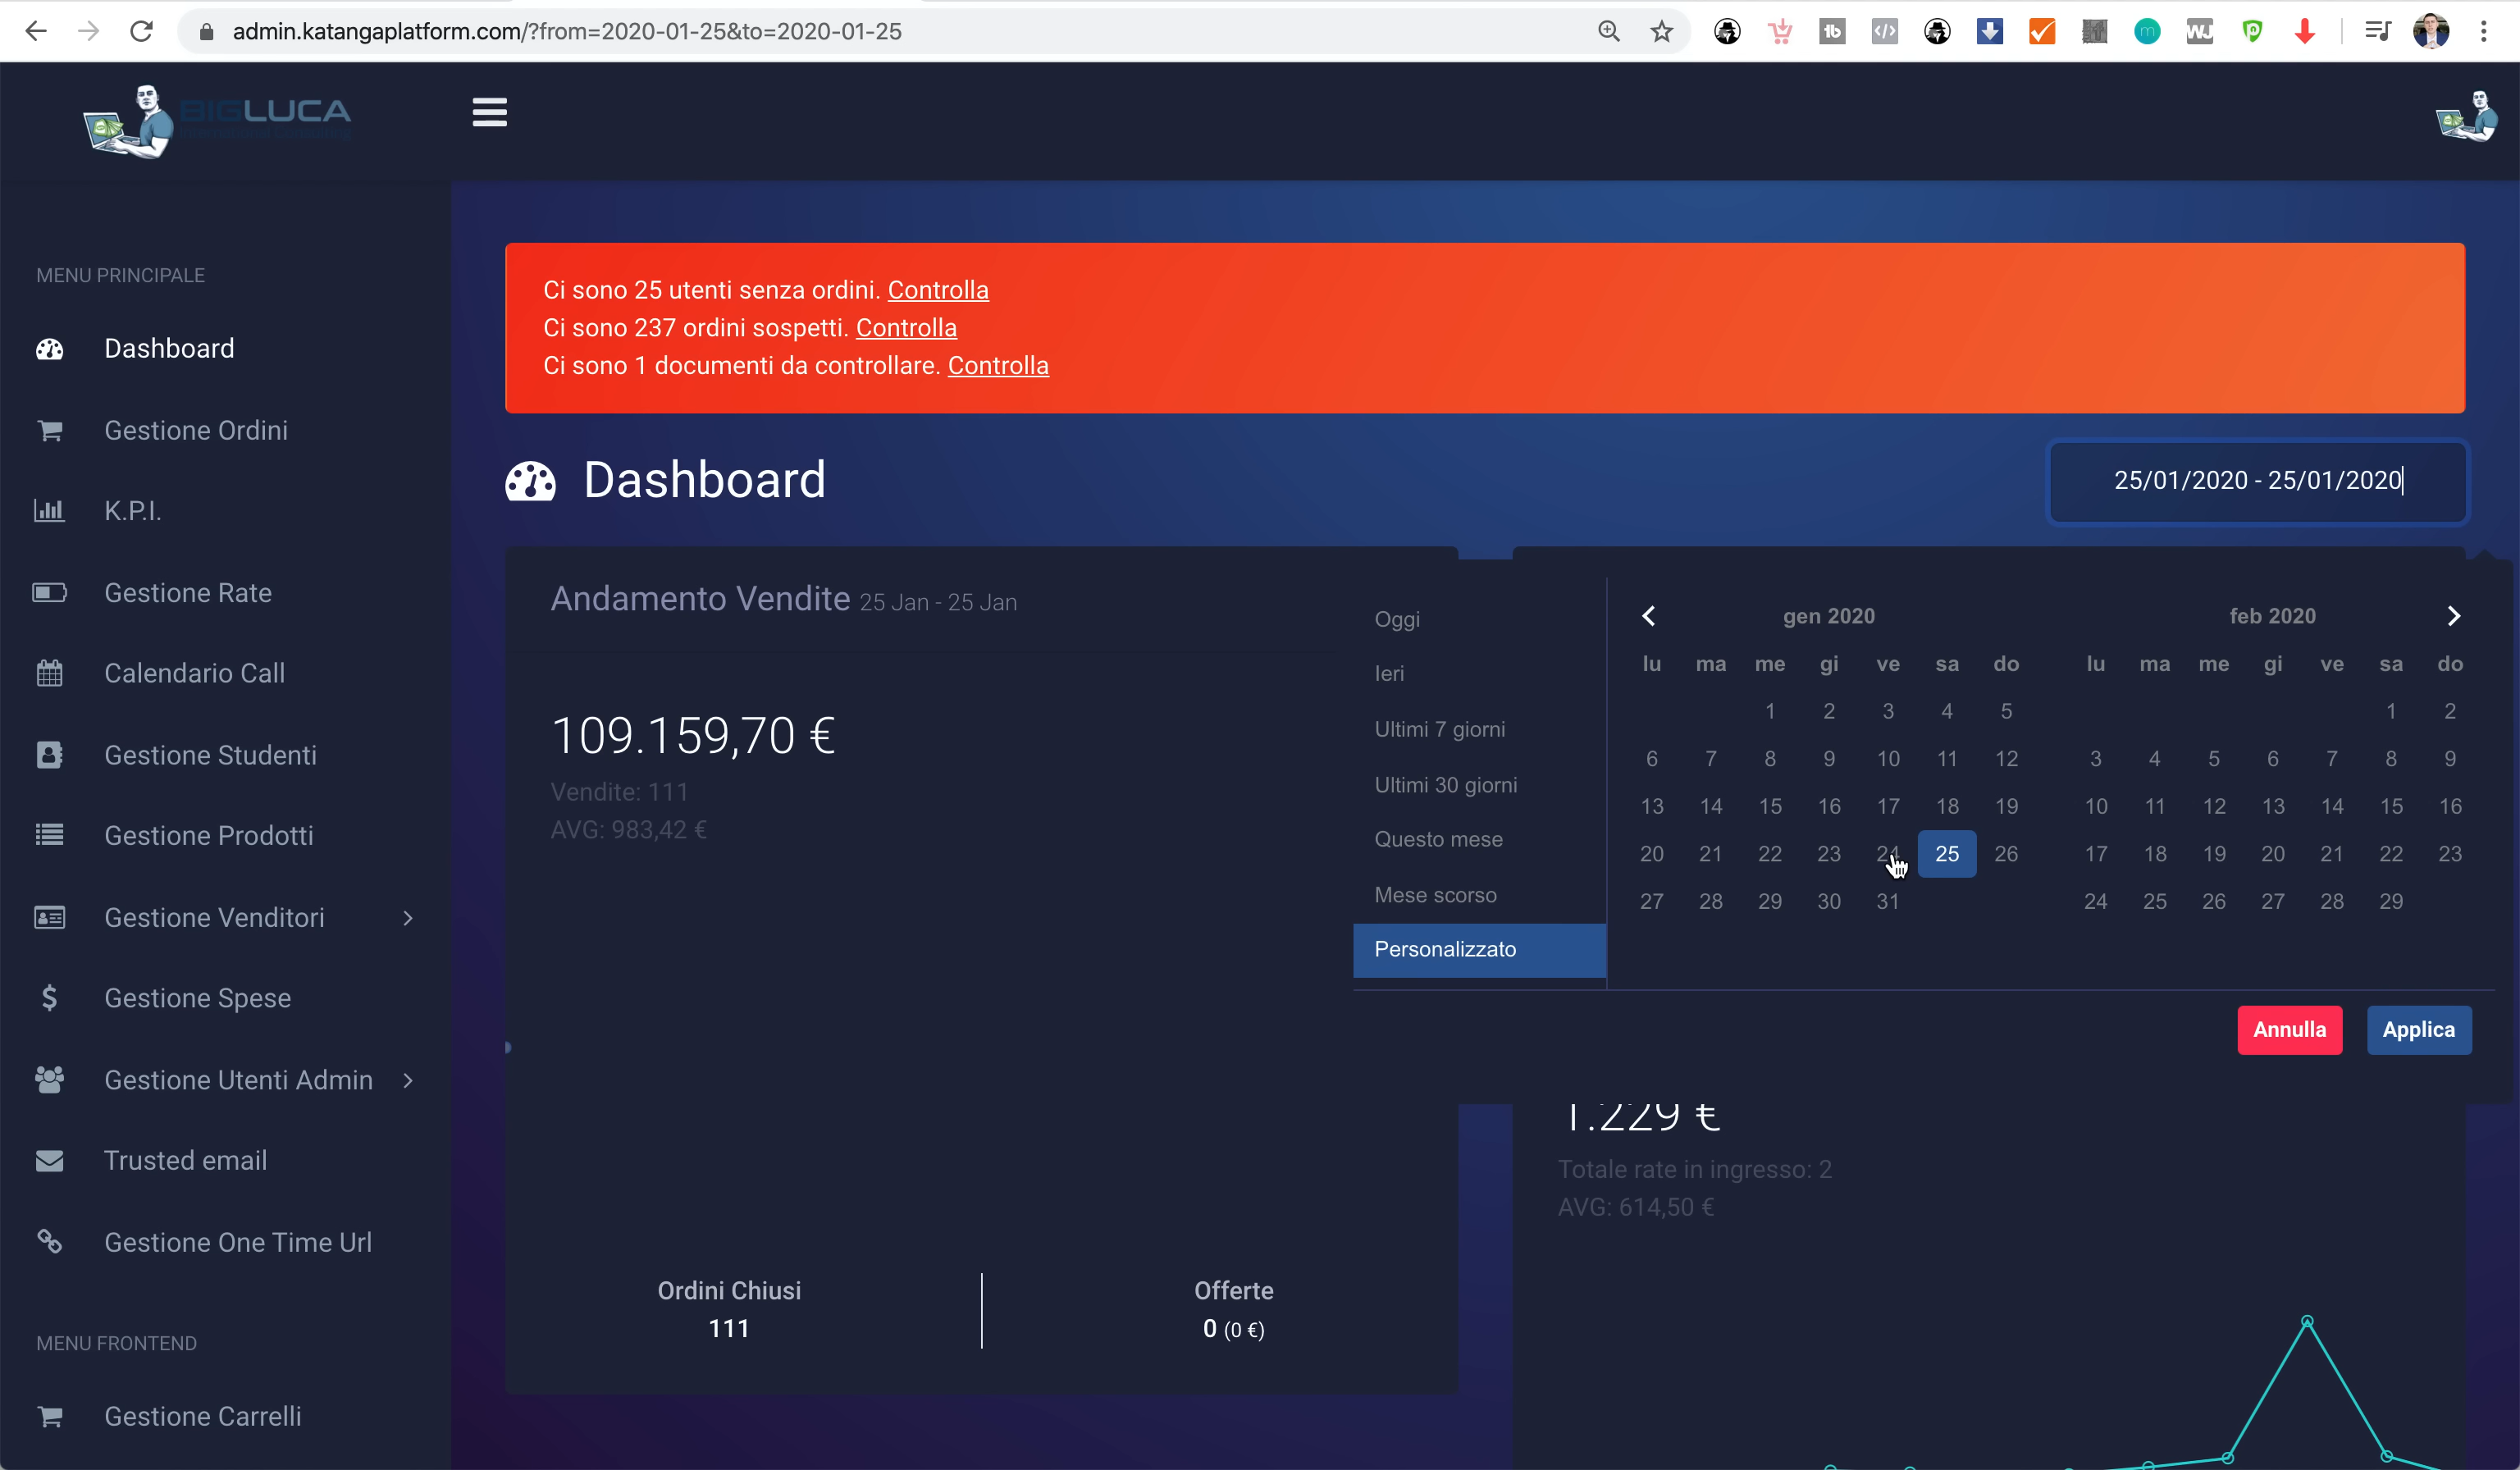 admin.katangaplatform.com/?from=2020-01-25&to=2020-01-25
BIGLUCA
MENU PRINCIPALE
Dashboard
Gestione Ordini
K.P.I.
Gestione Rate
Calendario Call
Gestione Studenti
Gestione Prodotti
Gestione Venditori
Gestione Spese
Gestione Utenti Admin
Trusted email
Gestione One Time Url
MENU FRONTEND
Gestione Carrelli
Ci sono 25 utenti senza ordini. Controlla
Ci sono 237 ordini sospetti. Controlla
Ci sono 1 documenti da controllare. Controlla
Dashboard
25/01/2020 - 25/01/2020
Andamento Vendite 25 Jan - 25 Jan
109.159,70 €
Vendite: 111
AVG: 983,42 €
Ordini Chiusi
111
Offerte
0 (0 €)
Oggi
Ieri
Ultimi 7 giorni
Ultimi 30 giorni
Questo mese
Mese scorso
Personalizzato
gen 2020
lu ma me gi ve sa do
1 2 3 4 5
6 7 8 9 10 11 12
13 14 15 16 17 18 19
20 21 22 23 24 25 26
27 28 29 30 31
feb 2020
lu ma me gi ve sa do
1 2
3 4 5 6 7 8 9
10 11 12 13 14 15 16
17 18 19 20 21 22 23
24 25 26 27 28 29
Annulla Applica
1.229 €
Totale rate in ingresso: 2
AVG: 614,50 €